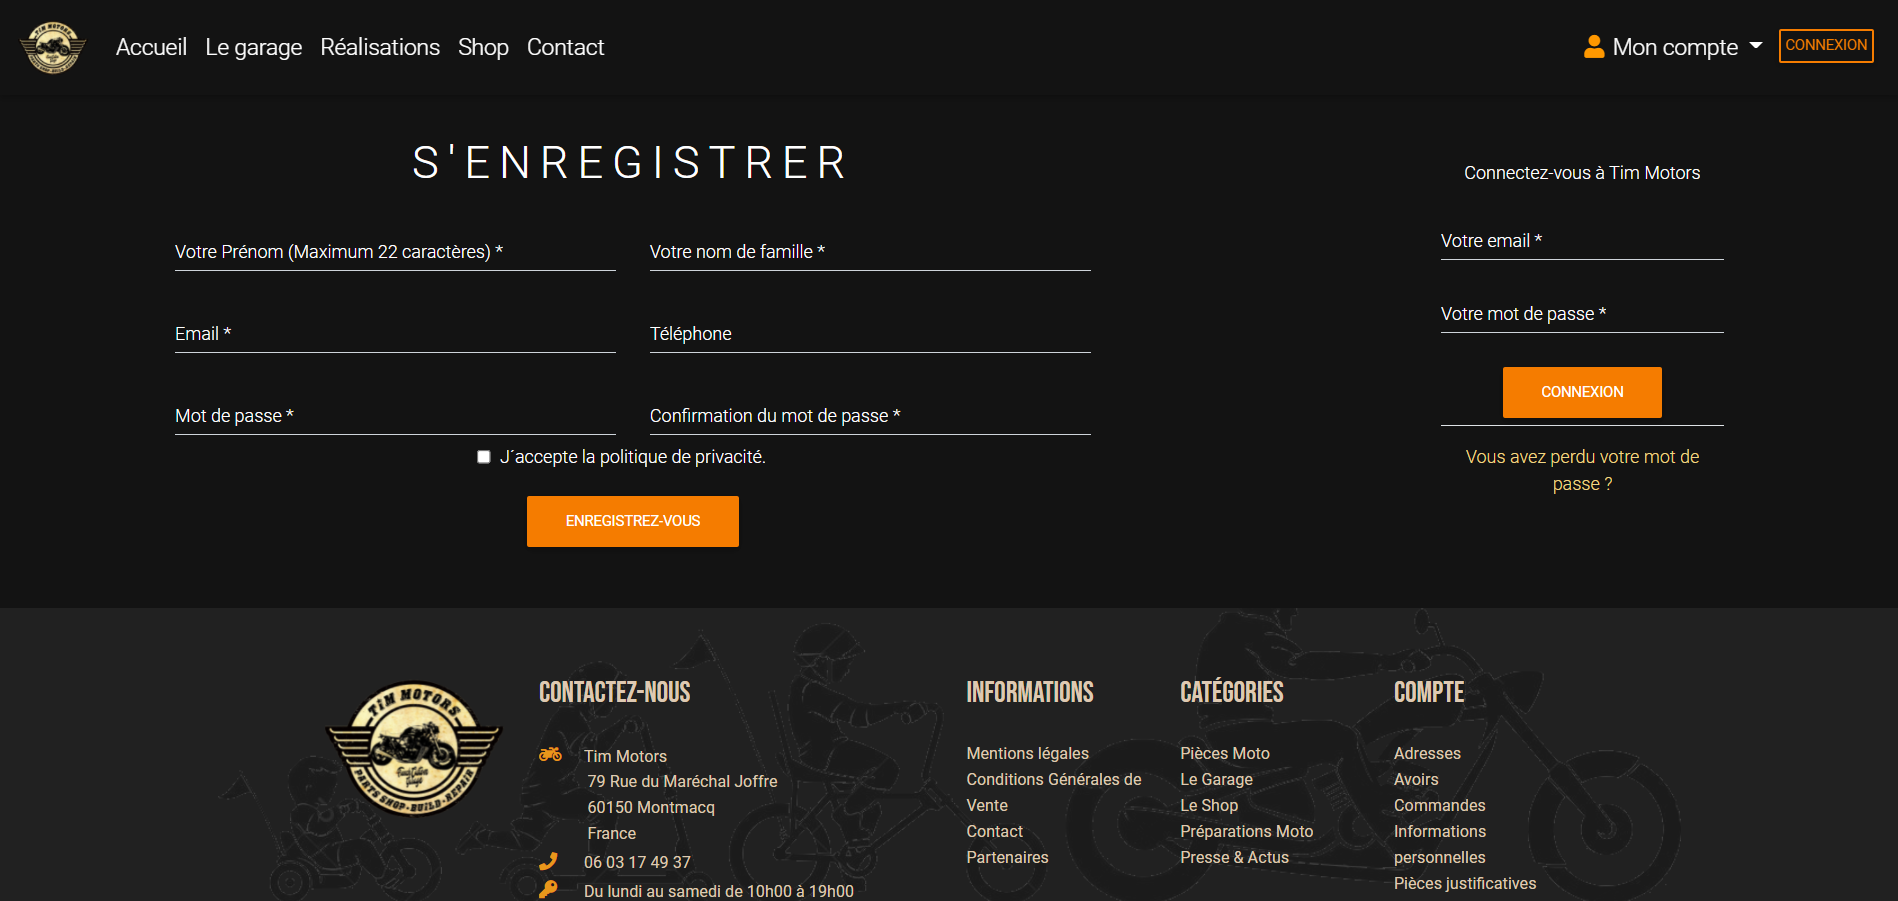 TIM MOTORS
Accueil
Le garage
Réalisations
Shop
Contact
Mon compte
CONNEXION
S'ENREGISTRER
Votre Prénom (Maximum 22 caractères) *
Votre nom de famille *
Email *
Téléphone
Mot de passe *
Confirmation du mot de passe *
J´accepte la politique de privacité.
ENREGISTREZ-VOUS
Connectez-vous à Tim Motors
Votre email *
Votre mot de passe *
CONNEXION
Vous avez perdu votre mot de
passe ?
TIM MOTORS
PARTS SHOP - BUILD - REPAIR
CONTACTEZ-NOUS
Tim Motors
79 Rue du Maréchal Joffre
60150 Montmacq
France
06 03 17 49 37
Du lundi au samedi de 10h00 à 19h00
INFORMATIONS
Mentions légales
Conditions Générales de
Vente
Contact
Partenaires
CATÉGORIES
Pièces Moto
Le Garage
Le Shop
Préparations Moto
Presse & Actus
COMPTE
Adresses
Avoirs
Commandes
Informations
personnelles
Pièces justificatives